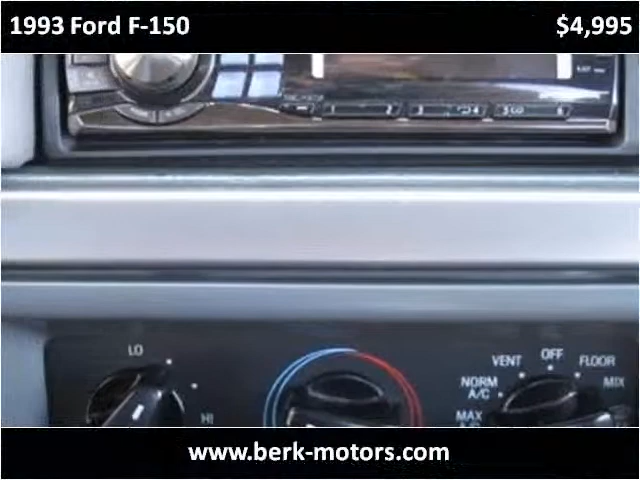 1993 Ford F-150
$4,995
LO
HI
VENT
OFF
FLOOR
NORM
A/C
MIX
MAX
www.berk-motors.com